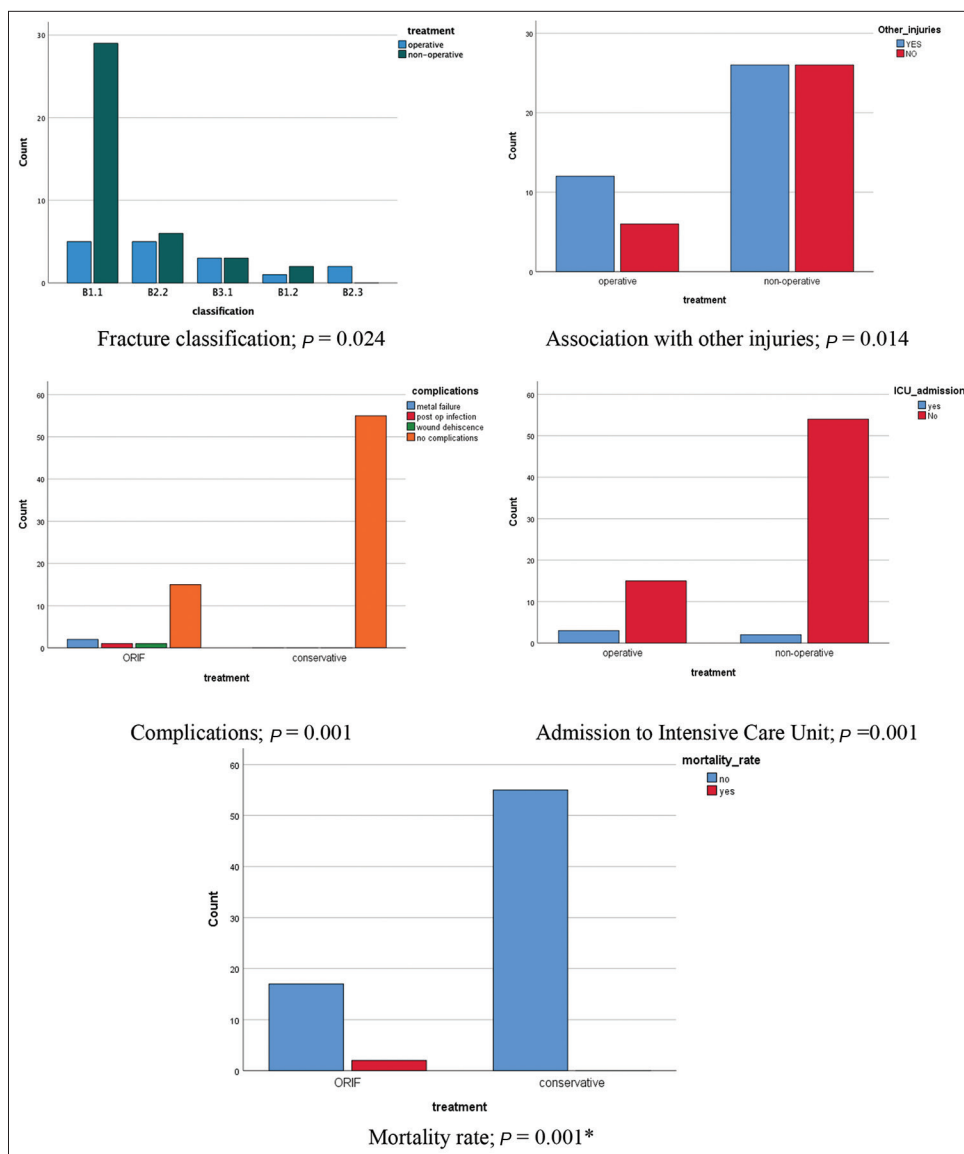 treatment
operative
non-operative
30
20
10
0
Count
B1.1 B2.2 B3.1 B1.2 B2.3
classification
Fracture classification; P = 0.024
Other_injuries
YES
NO
30
20
10
0
Count
operative non-operative
treatment
Association with other injuries; P = 0.014
complications
metal failure
post op infection
wound dehiscence
no complications
60
50
40
30
20
10
0
Count
ORIF conservative
treatment
Complications; P = 0.001
ICU_admission
yes
No
60
50
40
30
20
10
0
Count
operative non-operative
treatment
Admission to Intensive Care Unit; P =0.001
mortality_rate
no
yes
60
50
40
30
20
10
0
Count
ORIF conservative
treatment
Mortality rate; P = 0.001*